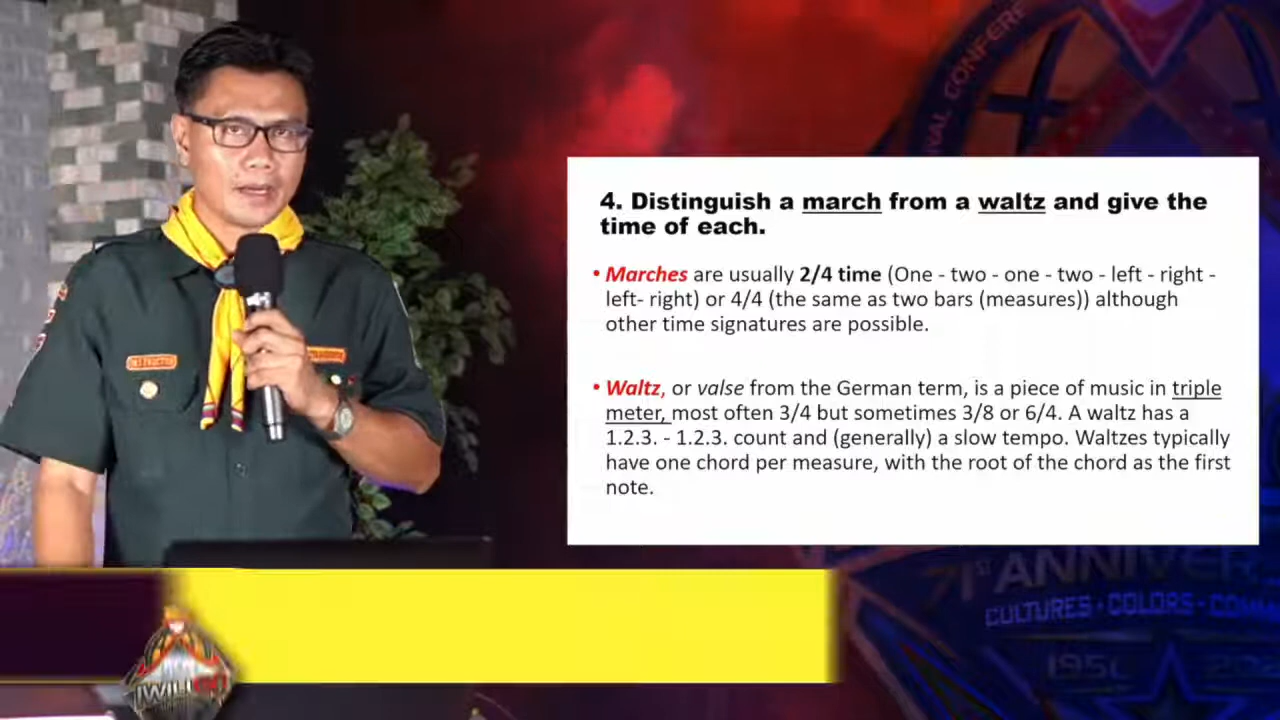 4. Distinguish a march from a waltz and give the
time of each.
• Marches are usually 2/4 time (One - two - one - two - left - right -
left- right) or 4/4 (the same as two bars (measures)) although
other time signatures are possible.
• Waltz, or valse from the German term, is a piece of music in triple
meter, most often 3/4 but sometimes 3/8 or 6/4. A waltz has a
1.2.3. - 1.2.3. count and (generally) a slow tempo. Waltzes typically
have one chord per measure, with the root of the chord as the first
note.
INSTRUCTOR
71ST
CULTURES • COLORS •
IWILLGO